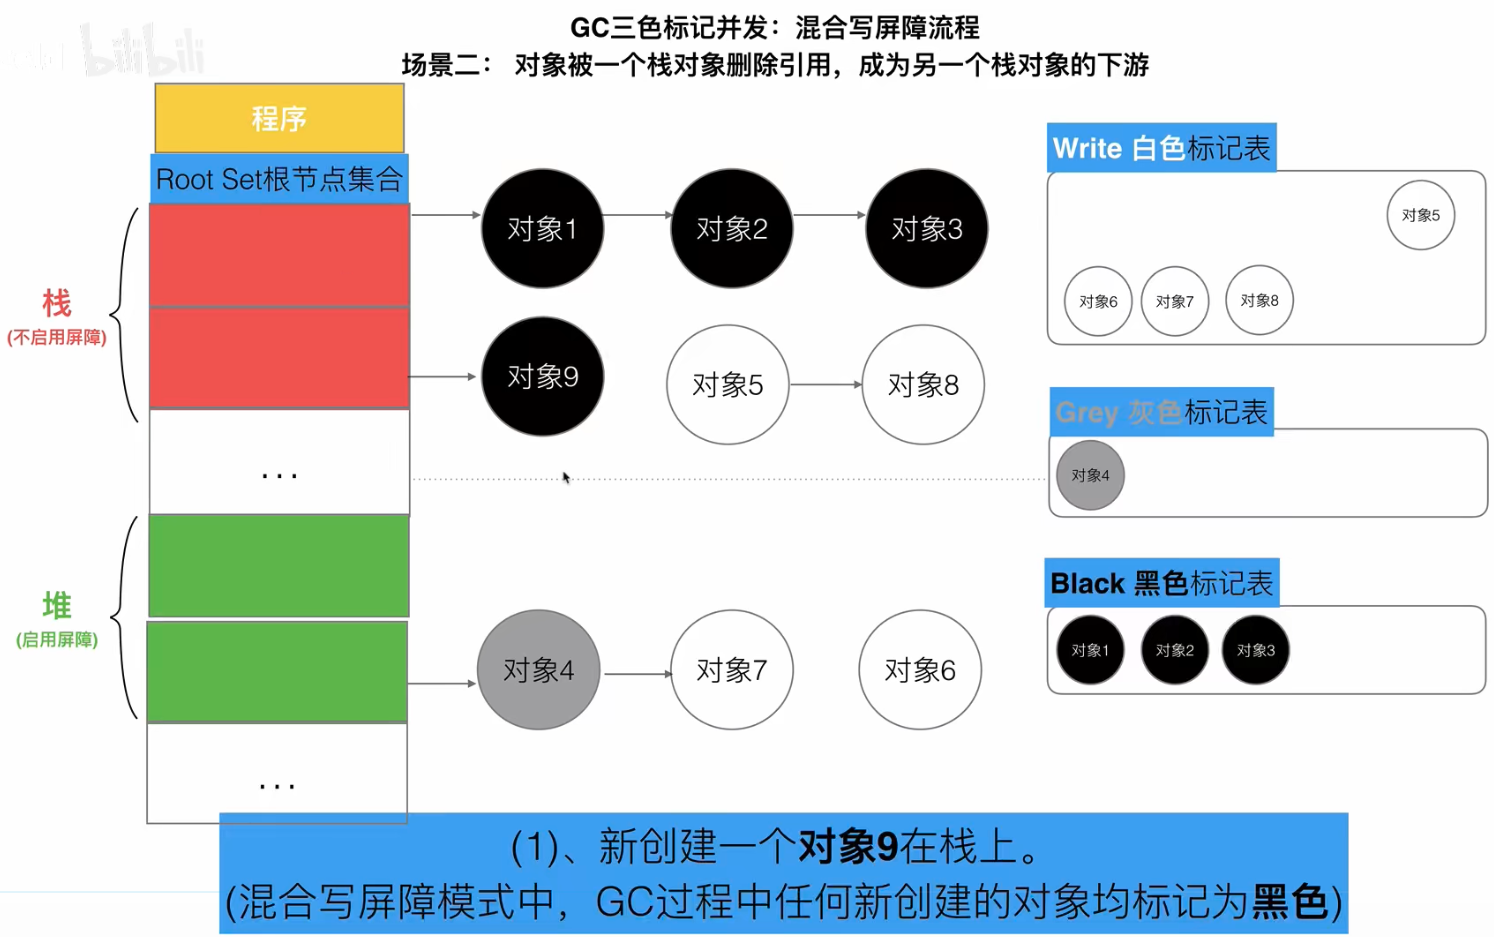 bilibili
GC三色标记并发：混合写屏障流程
场景二： 对象被一个栈对象删除引用，成为另一个栈对象的下游
程序
Root Set根节点集合
栈
(不启用屏障)
对象1
对象2
对象3
对象9
对象5
对象8
...
堆
(启用屏障)
对象4
对象7
对象6
...
Write 白色标记表
对象5
对象6
对象7
对象8
Grey 灰色标记表
对象4
Black 黑色标记表
对象1
对象2
对象3
(1)、新创建一个对象9在栈上。
(混合写屏障模式中，GC过程中任何新创建的对象均标记为黑色)